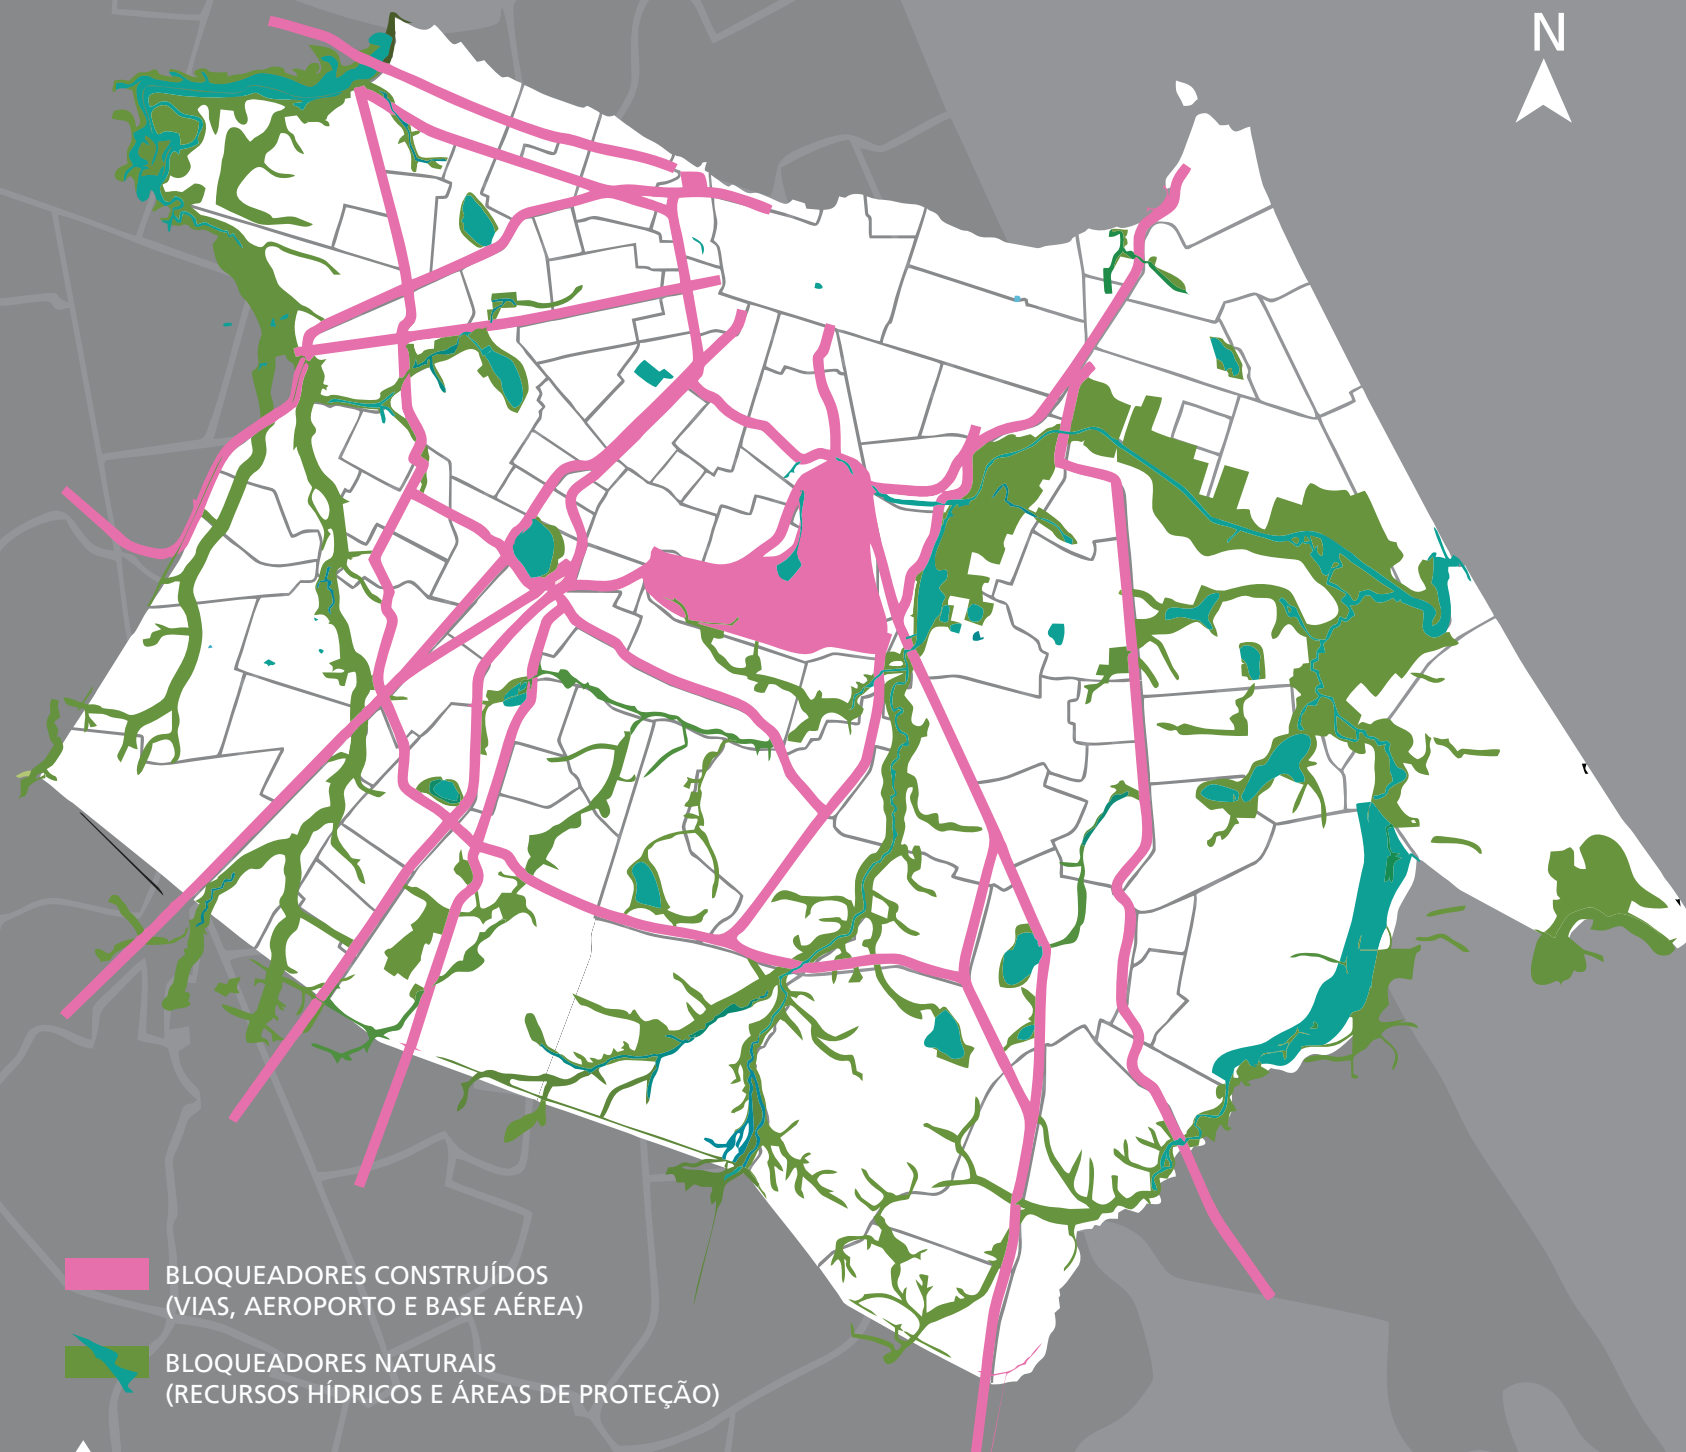 N
BLOQUEADORES CONSTRUÍDOS
(VIAS, AEROPORTO E BASE AÉREA)
BLOQUEADORES NATURAIS
(RECURSOS HÍDRICOS E ÁREAS DE PROTEÇÃO)